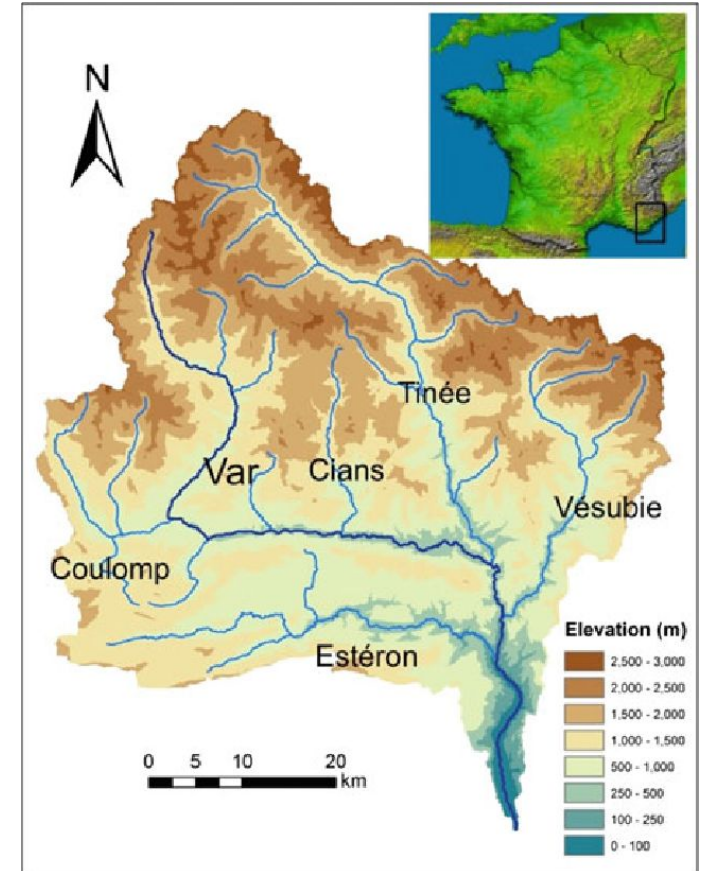 N
Tinée
Var
Cians
Vésubie
Coulomp
Estéron
Elevation (m)
2,500 - 3,000
2,000 - 2,500
1,500 - 2,000
1,000 - 1,500
500 - 1,000
250 - 500
100 - 250
0 - 100
0 5 10 20
km